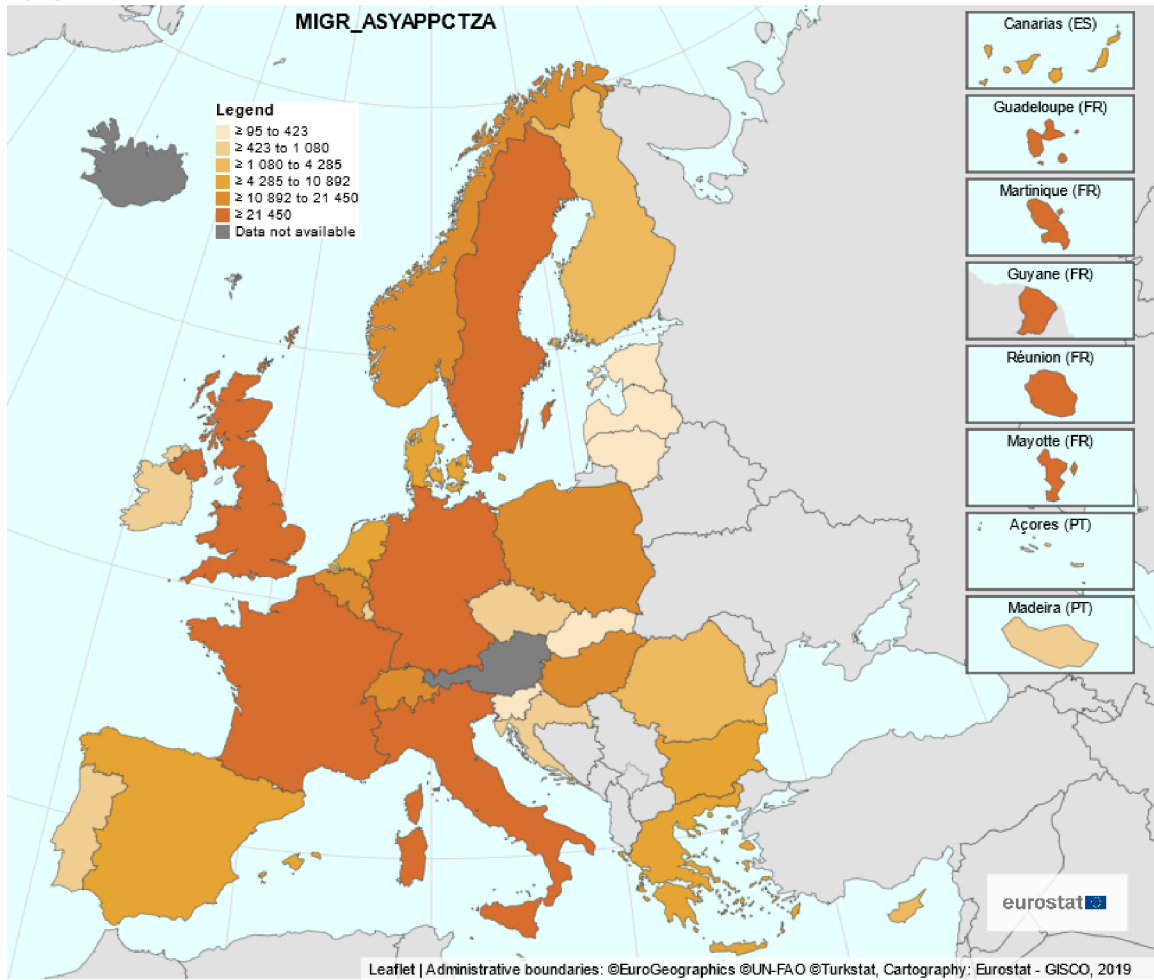 MIGR_ASYAPPCTZA
Legend
≥ 95 to 423
≥ 423 to 1 080
≥ 1 080 to 4 285
≥ 4 285 to 10 892
≥ 10 892 to 21 450
≥ 21 450
Data not available
Canarias (ES)
Guadeloupe (FR)
Martinique (FR)
Guyane (FR)
Réunion (FR)
Mayotte (FR)
Açores (PT)
Madeira (PT)
eurostat
Leaflet | Administrative boundaries: ©EuroGeographics ©UN-FAO ©Turkstat, Cartography: Eurostat - GISCO, 2019